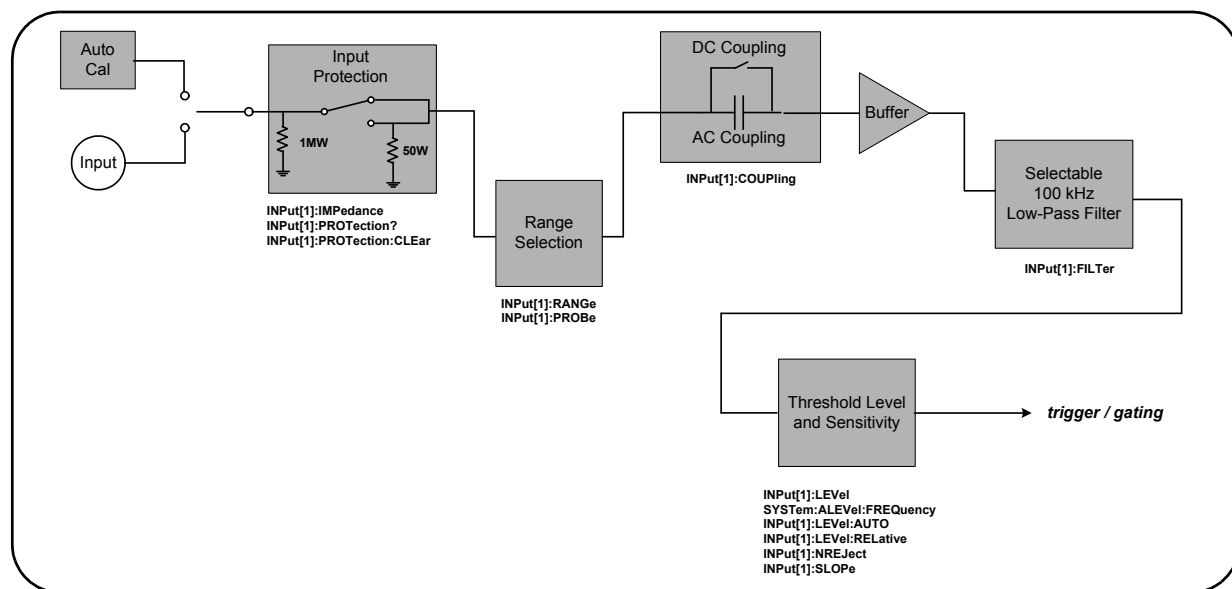 Auto
Cal
Input
Input
Protection
1MW
50W
INPut[1]:IMPedance
INPut[1]:PROTection?
INPut[1]:PROTection:CLEar
Range
Selection
INPut[1]:RANGe
INPut[1]:PROBe
DC Coupling
AC Coupling
INPut[1]:COUPling
Buffer
Selectable
100 kHz
Low-Pass Filter
INPut[1]:FILTer
Threshold Level
and Sensitivity
trigger / gating
INPut[1]:LEVel
SYSTem:ALEVel:FREQuency
INPut[1]:LEVel:AUTO
INPut[1]:LEVel:RELative
INPut[1]:NREJect
INPut[1]:SLOPe